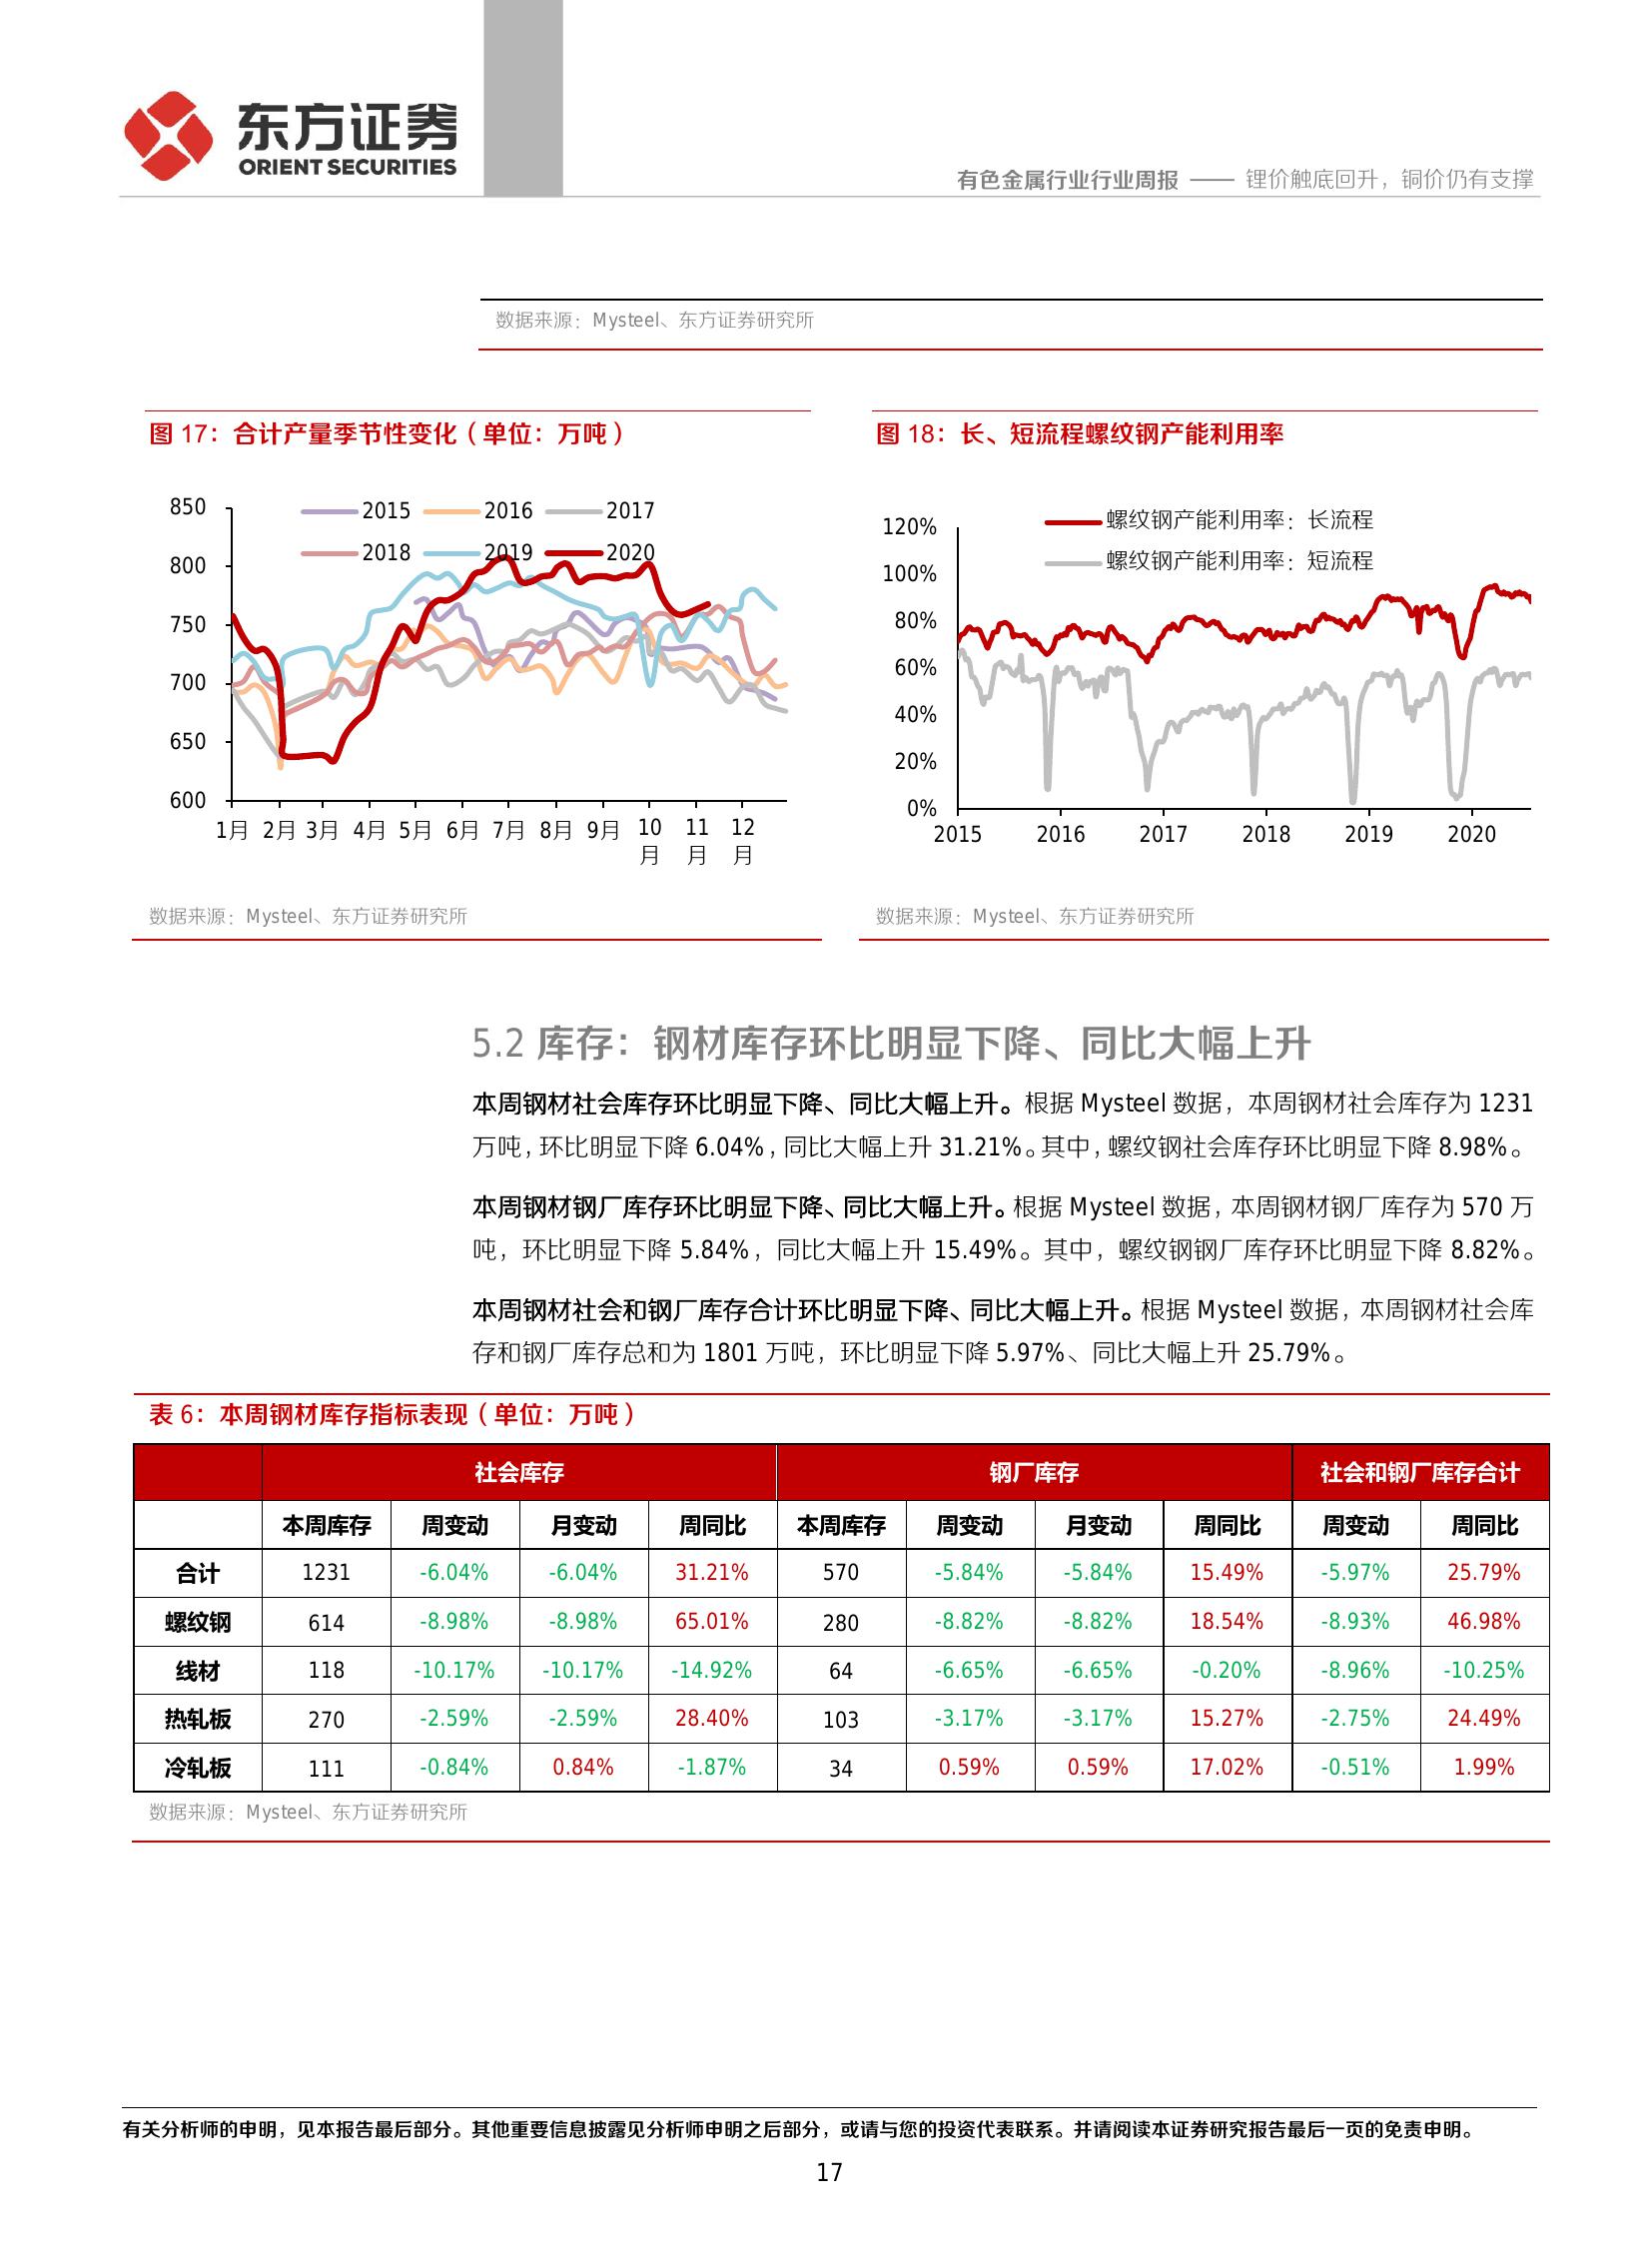 东方证券
ORIENT SECURITIES
有色金属行业行业周报 —— 锂价触底回升，铜价仍有支撑
数据来源：Mysteel、东方证券研究所
图 17：合计产量季节性变化（单位：万吨）
850
800
750
700
650
600
2015 2016 2017
2018 2019 2020
1月 2月 3月 4月 5月 6月 7月 8月 9月 10月 11月 12月
数据来源：Mysteel、东方证券研究所
图 18：长、短流程螺纹钢产能利用率
120%
100%
80%
60%
40%
20%
0%
螺纹钢产能利用率：长流程
螺纹钢产能利用率：短流程
2015 2016 2017 2018 2019 2020
数据来源：Mysteel、东方证券研究所
5.2 库存：钢材库存环比明显下降、同比大幅上升
本周钢材社会库存环比明显下降、同比大幅上升。根据 Mysteel 数据，本周钢材社会库存为 1231
万吨，环比明显下降 6.04%，同比大幅上升 31.21%。其中，螺纹钢社会库存环比明显下降 8.98%。
本周钢材钢厂库存环比明显下降、同比大幅上升。根据 Mysteel 数据，本周钢材钢厂库存为 570 万
吨，环比明显下降 5.84%，同比大幅上升 15.49%。其中，螺纹钢钢厂库存环比明显下降 8.82%。
本周钢材社会和钢厂库存合计环比明显下降、同比大幅上升。根据 Mysteel 数据，本周钢材社会库
存和钢厂库存总和为 1801 万吨，环比明显下降 5.97%、同比大幅上升 25.79%。
表 6：本周钢材库存指标表现（单位：万吨）
社会库存 钢厂库存 社会和钢厂库存合计
本周库存 周变动 月变动 周同比 本周库存 周变动 月变动 周同比 周变动 周同比
合计 1231 -6.04% -6.04% 31.21% 570 -5.84% -5.84% 15.49% -5.97% 25.79%
螺纹钢 614 -8.98% -8.98% 65.01% 280 -8.82% -8.82% 18.54% -8.93% 46.98%
线材 118 -10.17% -10.17% -14.92% 64 -6.65% -6.65% -0.20% -8.96% -10.25%
热轧板 270 -2.59% -2.59% 28.40% 103 -3.17% -3.17% 15.27% -2.75% 24.49%
冷轧板 111 -0.84% 0.84% -1.87% 34 0.59% 0.59% 17.02% -0.51% 1.99%
数据来源：Mysteel、东方证券研究所
有关分析师的申明，见本报告最后部分。其他重要信息披露见分析师申明之后部分，或请与您的投资代表联系。并请阅读本证券研究报告最后一页的免责申明。
17